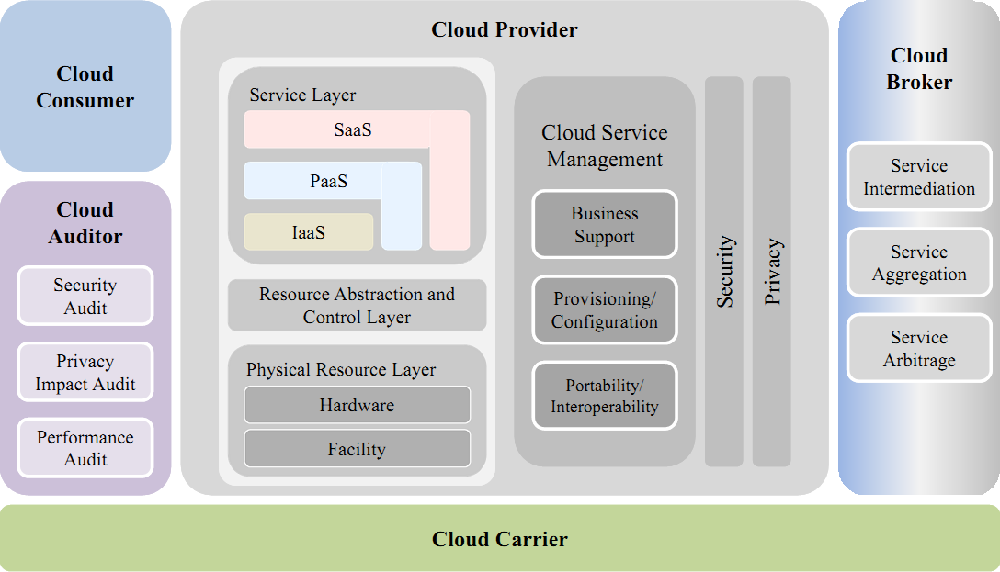 Cloud
Consumer
Cloud
Auditor
Security
Audit
Privacy
Impact Audit
Performance
Audit
Cloud Provider
Service Layer
SaaS
PaaS
IaaS
Resource Abstraction and
Control Layer
Physical Resource Layer
Hardware
Facility
Cloud Service
Management
Business
Support
Provisioning/
Configuration
Portability/
Interoperability
Security
Privacy
Cloud
Broker
Service
Intermediation
Service
Aggregation
Service
Arbitrage
Cloud Carrier